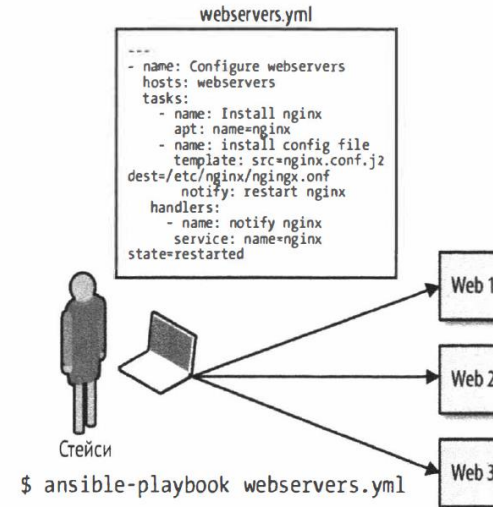 webservers.yml
---
- name: Configure webservers
  hosts: webservers
  tasks:
    - name: Install nginx
      apt: name=nginx
    - name: install config file
      template: src=nginx.conf.j2
dest=/etc/nginx/ngingx.onf
       notify: restart nginx
   handlers:
     - name: notify nginx
      service: name=nginx
state=restarted
Web 1
Web 2
Web 3
Стейси
$ ansible-playbook webservers.yml